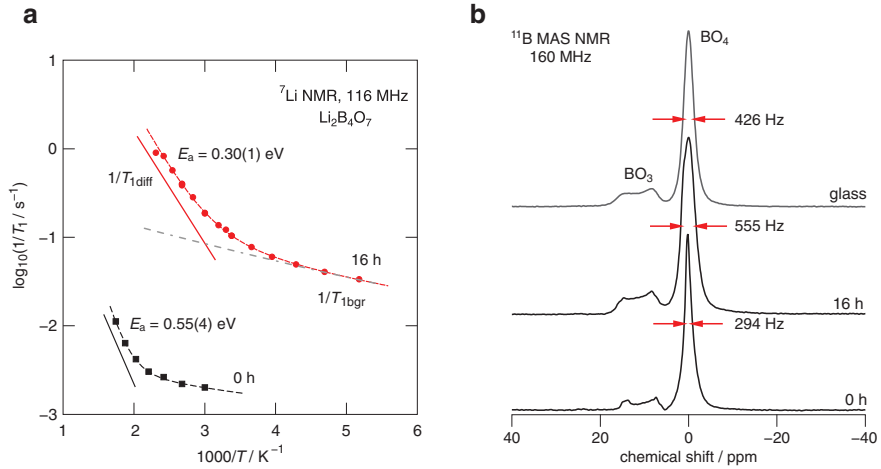 a
⁷Li NMR, 116 MHz
Li₂B₄O₇
Eₐ = 0.30(1) eV
1/T₁diff
16 h
1/T₁bgr
Eₐ = 0.55(4) eV
0 h
log₁₀(1/T₁ / s⁻¹)
1
0
−1
−2
−3
1 2 3 4 5 6
1000/T / K⁻¹
b
¹¹B MAS NMR
160 MHz
BO₄
426 Hz
BO₃
glass
555 Hz
16 h
294 Hz
0 h
40 20 0 −20 −40
chemical shift / ppm